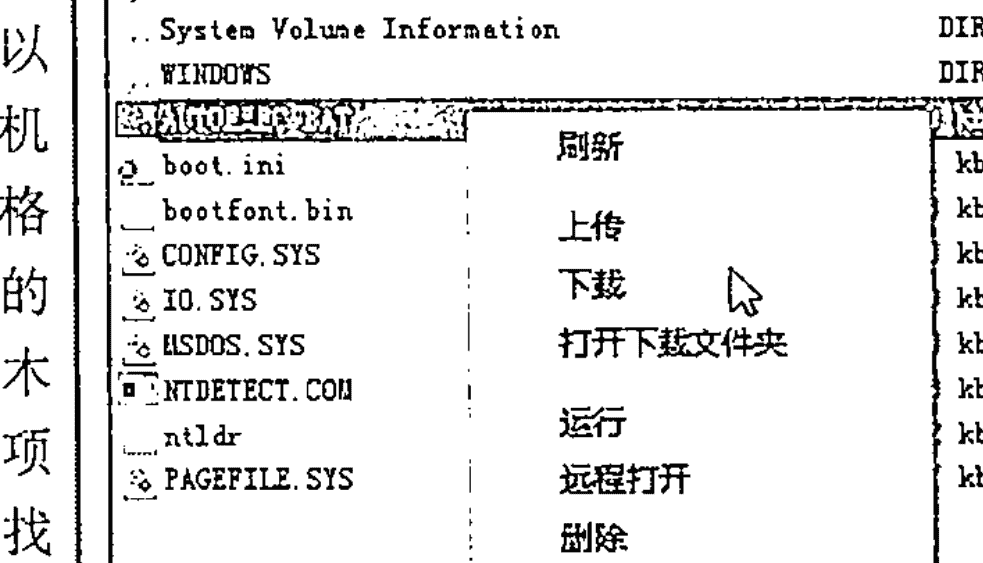 以
机
格
的
木
项
找
System Volume Information DIR
WINDOWS DIR
boot.ini
bootfont.bin
CONFIG.SYS
IO.SYS
MSDOS.SYS
NTDETECT.COM
ntldr
PAGEFILE.SYS
刷新
上传
下载
打开下载文件夹
运行
远程打开
删除
kb
kb
kb
kb
kb
kb
kb
kb